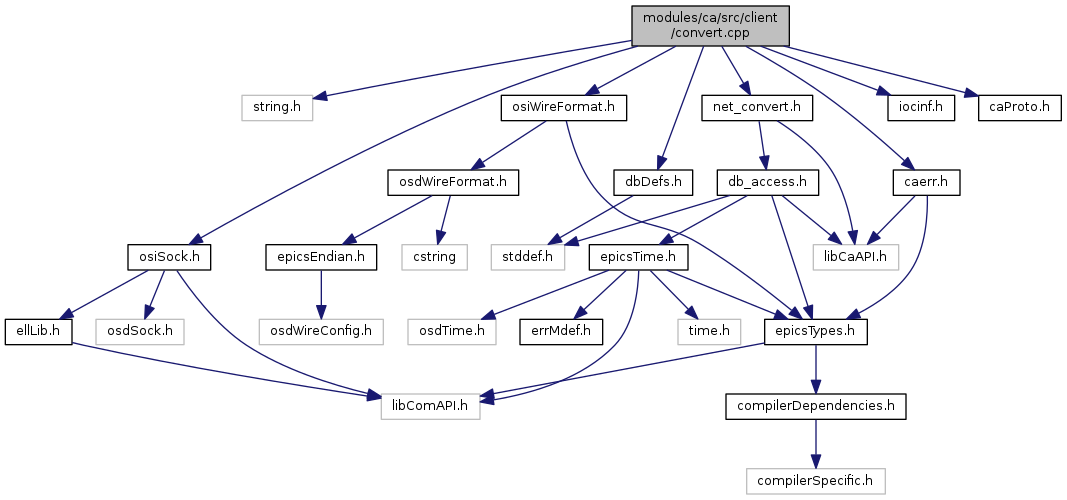 modules/ca/src/client
/convert.cpp
string.h
osiWireFormat.h
net_convert.h
iocinf.h
caProto.h
osdWireFormat.h
dbDefs.h
db_access.h
caerr.h
osiSock.h
epicsEndian.h
cstring
stddef.h
epicsTime.h
libCaAPI.h
ellLib.h
osdSock.h
osdWireConfig.h
osdTime.h
errMdef.h
time.h
epicsTypes.h
libComAPI.h
compilerDependencies.h
compilerSpecific.h